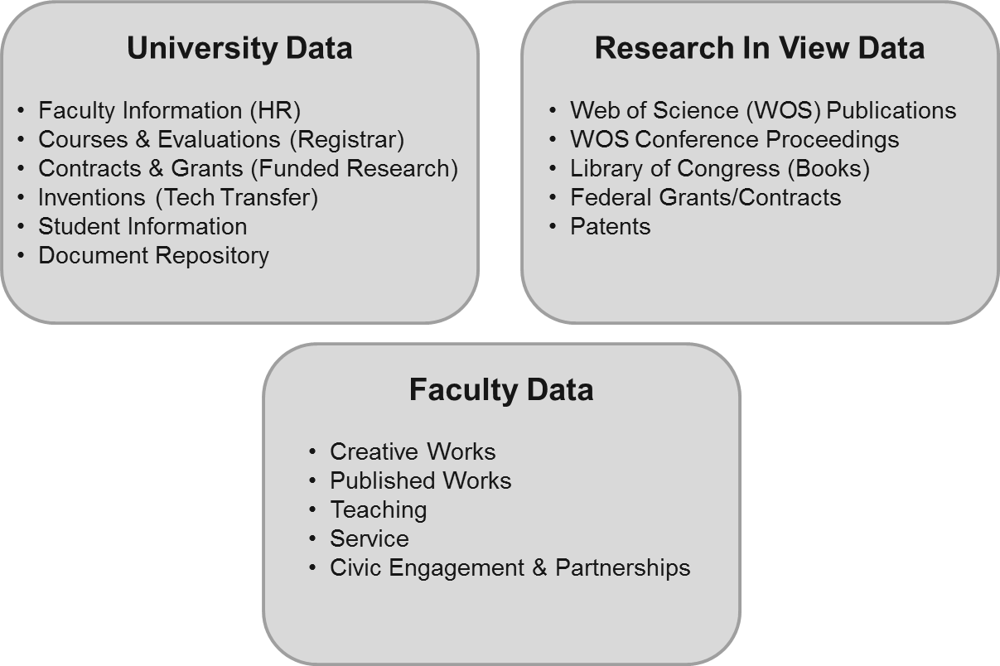 University Data
• Faculty Information (HR)
• Courses & Evaluations (Registrar)
• Contracts & Grants (Funded Research)
• Inventions (Tech Transfer)
• Student Information
• Document Repository
Research In View Data
• Web of Science (WOS) Publications
• WOS Conference Proceedings
• Library of Congress (Books)
• Federal Grants/Contracts
• Patents
Faculty Data
• Creative Works
• Published Works
• Teaching
• Service
• Civic Engagement & Partnerships